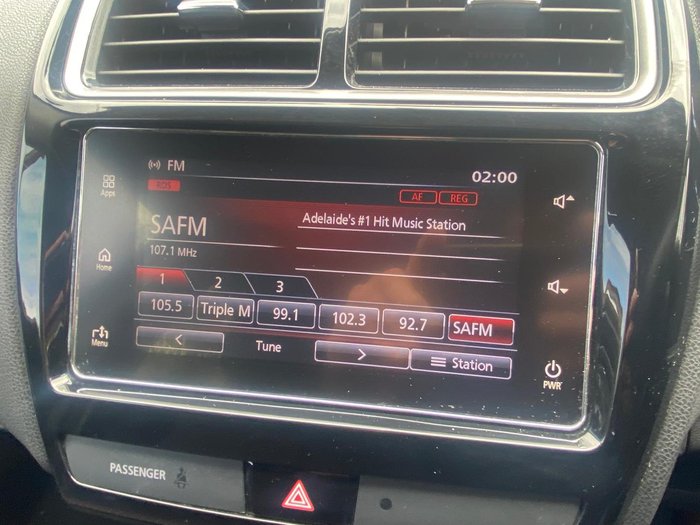 FM
02:00
Apps
RDS
AF REG
SAFM
Adelaide's #1 Hit Music Station
107.1 MHz
Home
1 2 3
105.5 Triple M 99.1 102.3 92.7 SAFM
Menu
< Tune > Station
PWR
PASSENGER